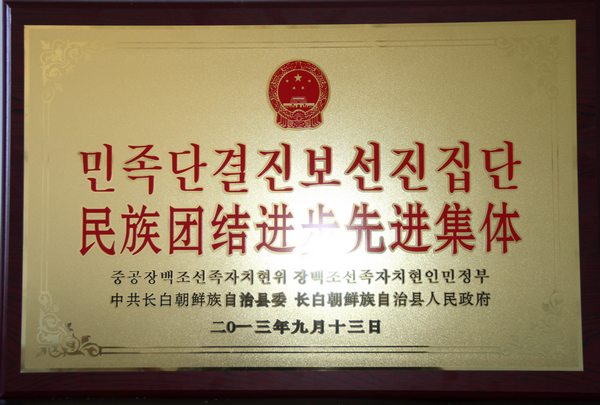 민족단결진보선진집단
民族团结进步先进集体
중공장백조선족자치현위 장백조선족자치현인민정부
中共长白朝鲜族自治县委 长白朝鲜族自治县人民政府
二〇一三年九月十三日